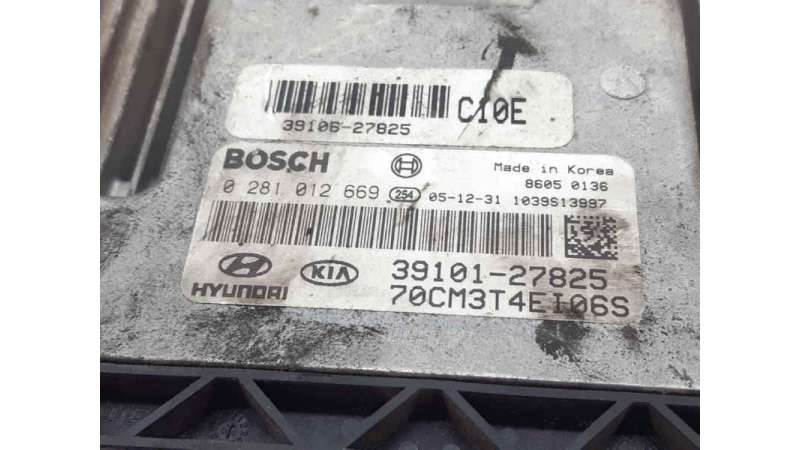 C10E
39106-27825
BOSCH
Made in Korea
8605 0136
0 281 012 669 254 05-12-31 1039S13997
HYUNDAI KIA
39101-27825
70CM3T4EI06S